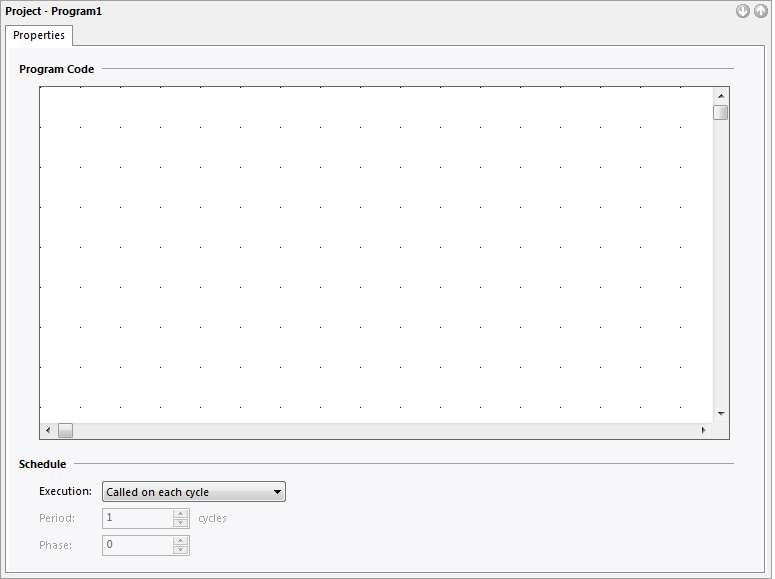 Project - Program1
Properties
Program Code
Schedule
Execution: Called on each cycle
Period: 1 cycles
Phase: 0